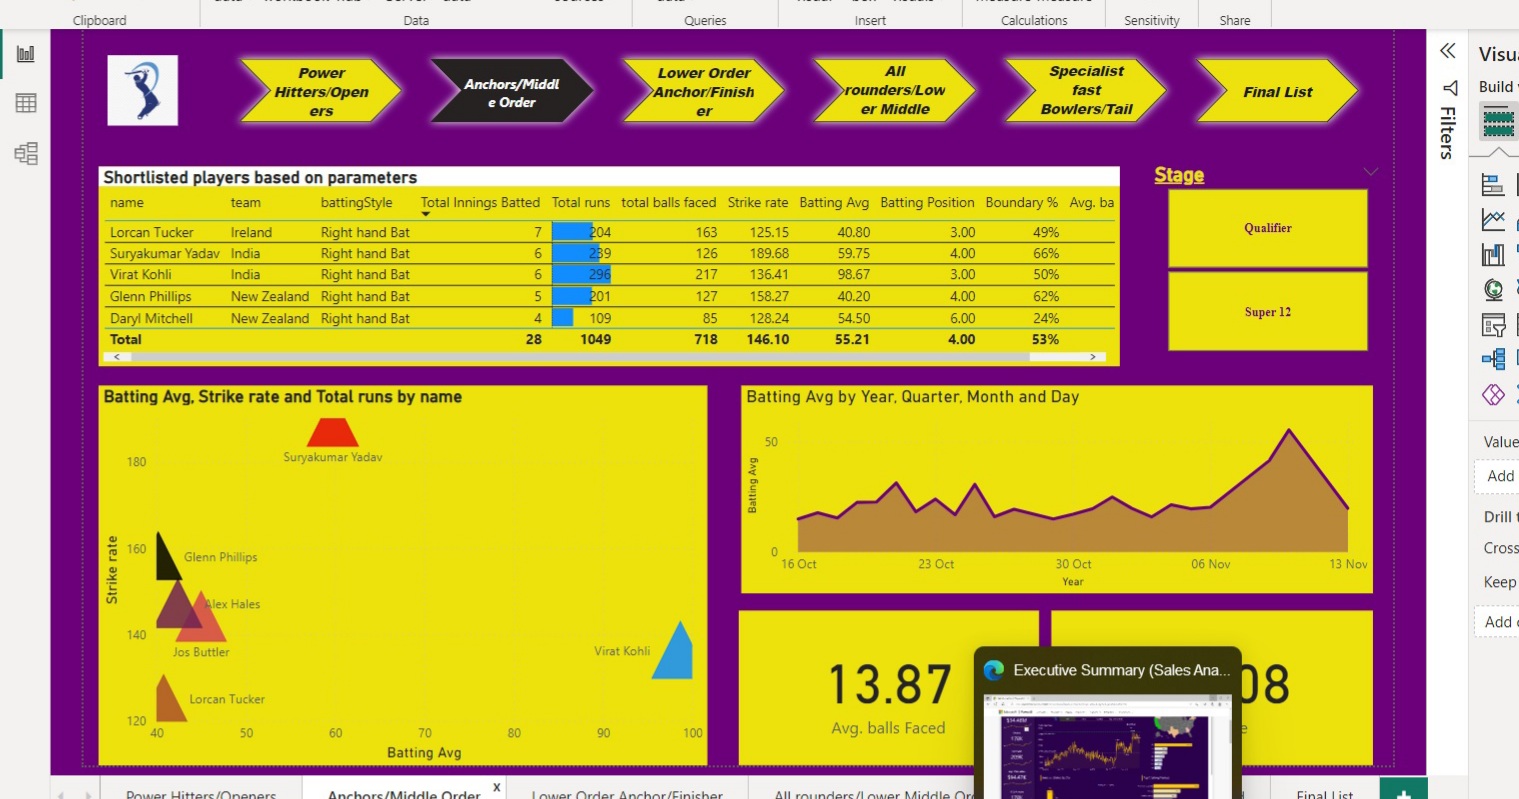 Clipboard
Data
Queries
Insert
Calculations
Sensitivity
Share
Power
Hitters/Open
ers
Anchors/Middl
e Order
Lower Order
Anchor/Finish
er
All
rounders/Low
er Middle
Specialist
fast
Bowlers/Tail
Final List
Filters
Visu
Build
Shortlisted players based on parameters
name team battingStyle Total Innings Batted Total runs total balls faced Strike rate Batting Avg Batting Position Boundary % Avg. ba
Lorcan Tucker Ireland Right hand Bat 7 204 163 125.15 40.80 3.00 49%
Suryakumar Yadav India Right hand Bat 6 239 126 189.68 59.75 4.00 66%
Virat Kohli India Right hand Bat 6 296 217 136.41 98.67 3.00 50%
Glenn Phillips New Zealand Right hand Bat 5 201 127 158.27 40.20 4.00 62%
Daryl Mitchell New Zealand Right hand Bat 4 109 85 128.24 54.50 6.00 24%
Total 28 1049 718 146.10 55.21 4.00 53%
Stage
Qualifier
Super 12
Batting Avg, Strike rate and Total runs by name
Strike rate
180
160
140
120
Suryakumar Yadav
Glenn Phillips
Alex Hales
Jos Buttler
Virat Kohli
Lorcan Tucker
40 50 60 70 80 90 100
Batting Avg
Batting Avg by Year, Quarter, Month and Day
Batting Avg
50
0
16 Oct 23 Oct 30 Oct 06 Nov 13 Nov
Year
13.87
Avg. balls Faced
08
e
Executive Summary (Sales Ana...
Value
Add
Drill t
Cross
Keep
Add c
Power Hitters/Openers
Anchors/Middle Order
x
Lower Order Anchor/Finisher
All rounders/Lower Middle Or
Final List